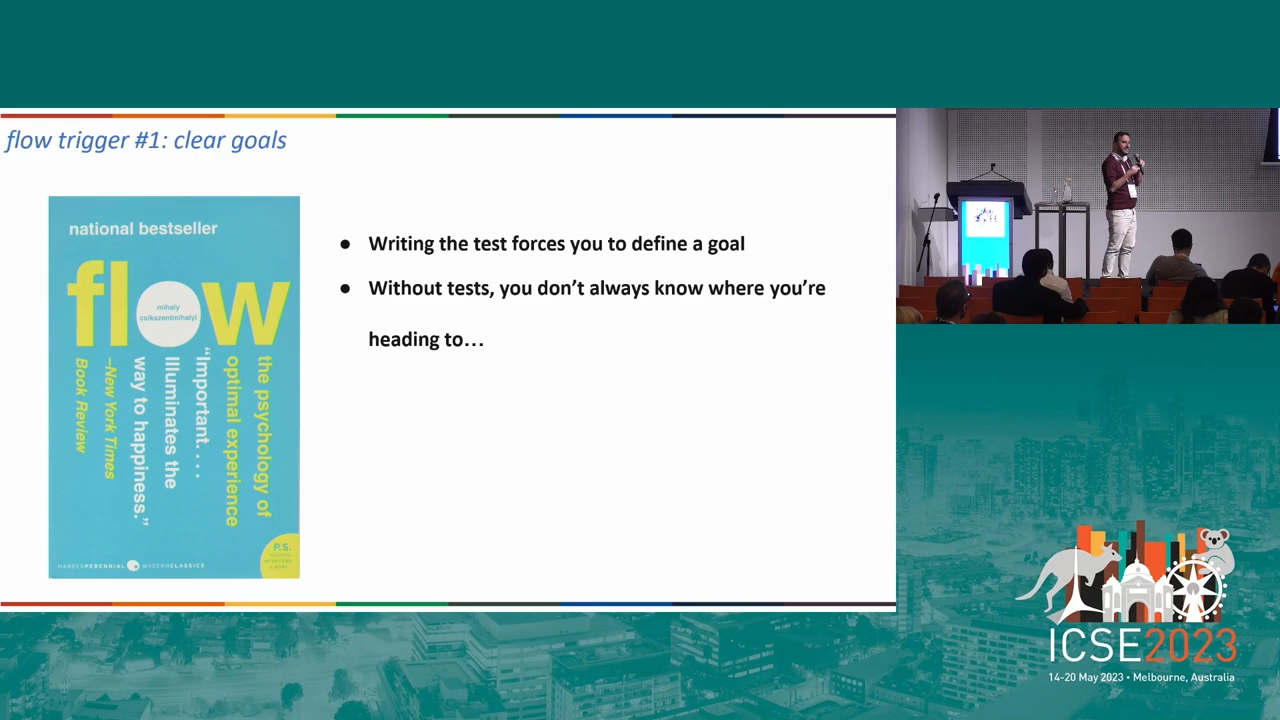 flow trigger #1: clear goals
national bestseller
flow
mihaly
csikszentmihalyi
the psychology of
optimal experience
“Important. . . .
Illuminates the
way to happiness.”
–New York Times
Book Review
P.S.
HARPERPERENNIAL MODERNCLASSICS
● Writing the test forces you to define a goal
● Without tests, you don’t always know where you’re
heading to…
ICSE2023
14-20 May 2023 • Melbourne, Australia